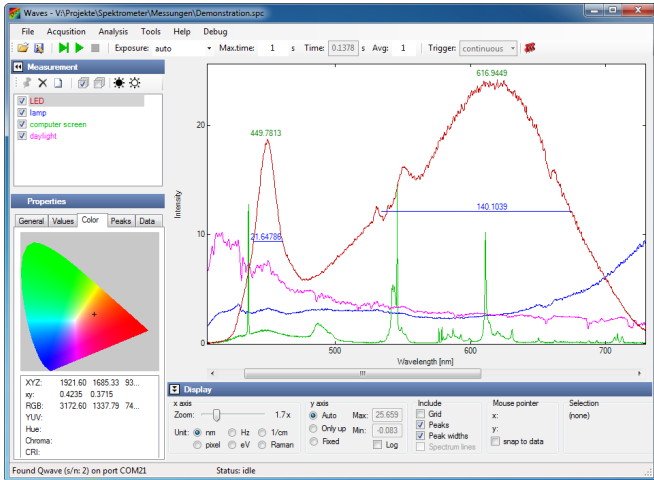 Waves - V:\Projekte\Spektrometer\Messungen\Demonstration.spc
File Acquisition Analysis Tools Help Debug
Exposure: auto Max.time: 1 s Time: 0.1378 s Avg: 1 Trigger: continuous
Measurement
LED
lamp
computer screen
daylight
Properties
General Values Color Peaks Data
XYZ: 1921.60 1685.33 93...
xy: 0.4235 0.3715
RGB: 3172.60 1337.79 74...
YUV:
Hue:
Chroma:
CRI:
616.9449
449.7813
20
140.1039
21.64786
10
0
Intensity
500 600 700
Wavelength [nm]
Display
x axis
Zoom: 1.7 x
Unit: nm Hz 1/cm
pixel eV Raman
y axis
Auto Max: 25.659
Only up Min: -0.083
Fixed Log
Include
Grid
Peaks
Peak widths
Spectrum lines
Mouse pointer
x:
y:
snap to data
Selection
(none)
Found Qwave (s/n: 2) on port COM21 Status: idle